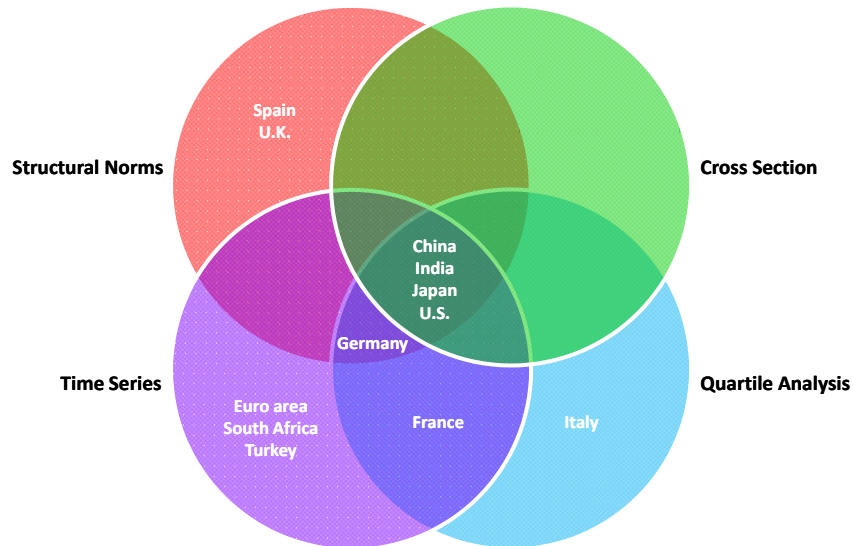 Spain
U.K.
Structural Norms
Cross Section
China
India
Japan
U.S.
Germany
Time Series
Quartile Analysis
Euro area
South Africa
Turkey
France
Italy